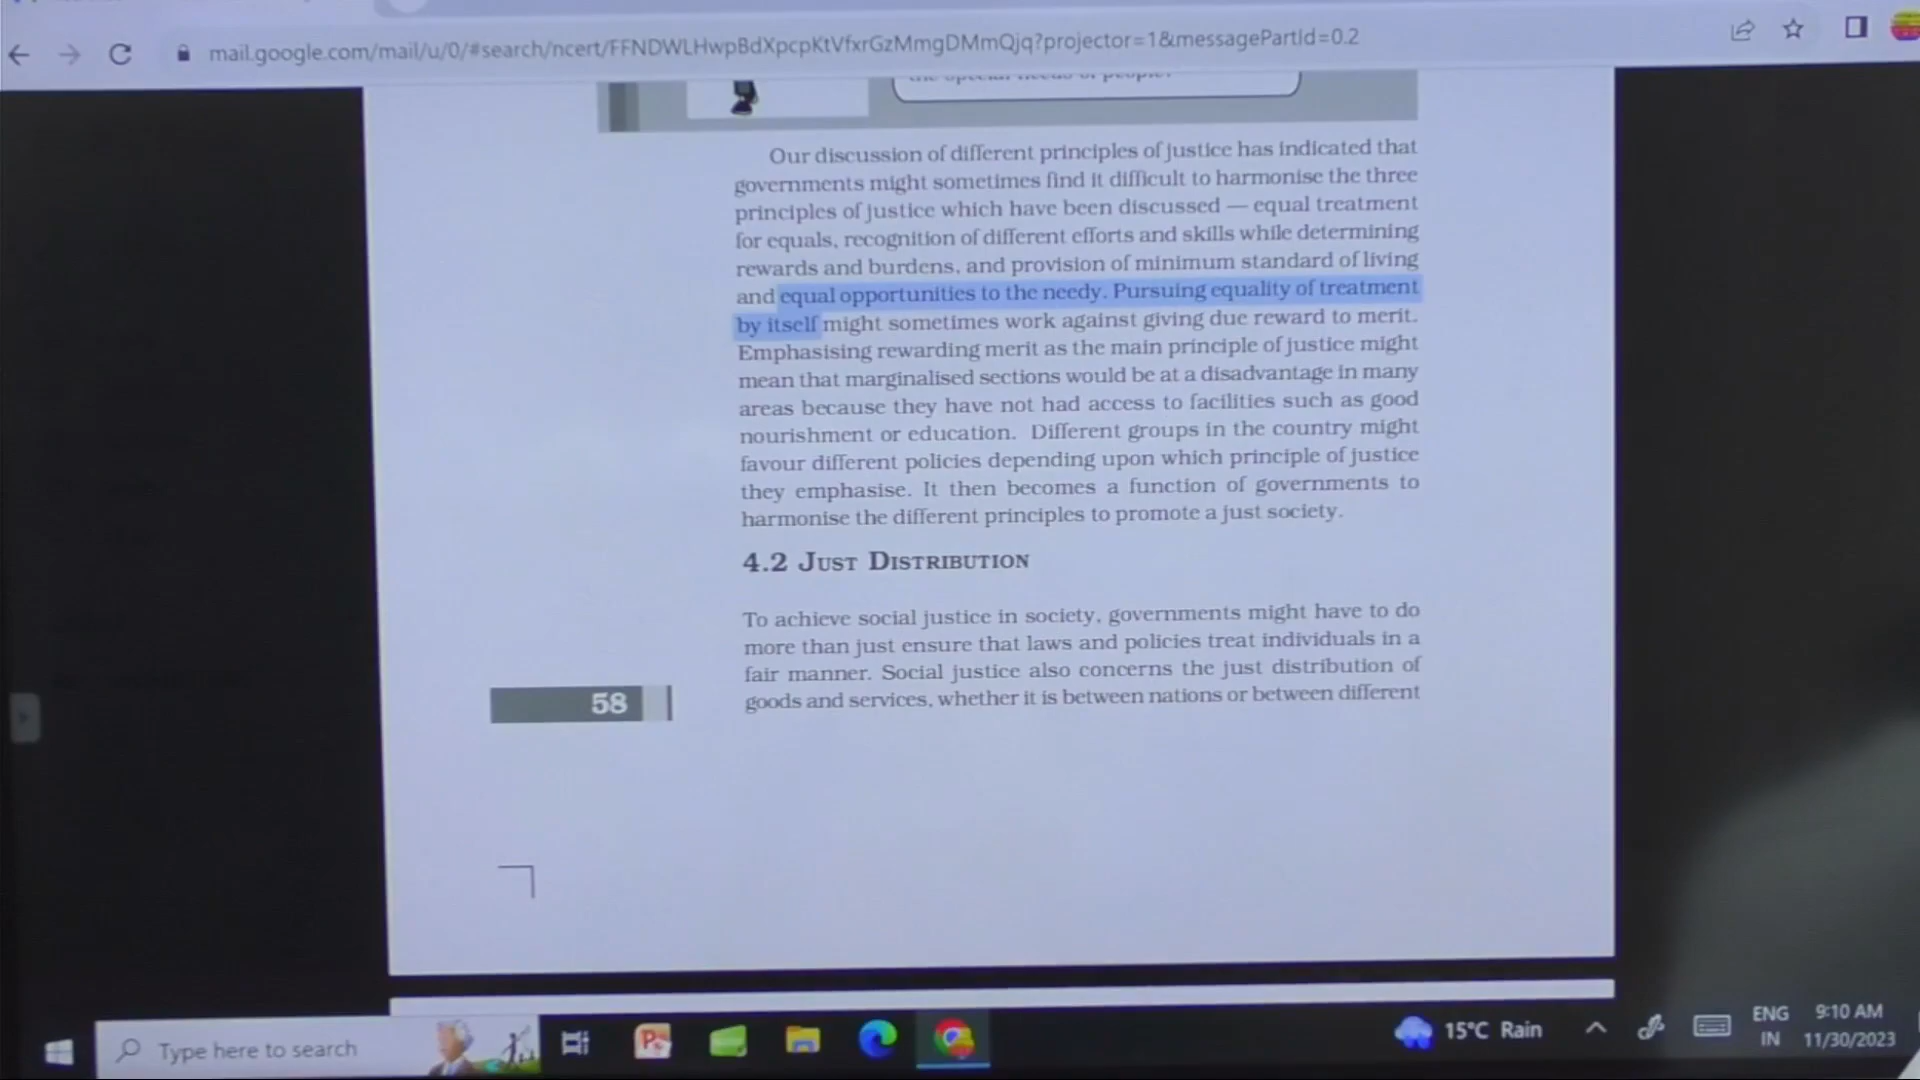 mail.google.com/mail/u/0/#search/ncert/FFNDWLHwpBdXpcpKtVfxrGzMmgDMmQjq?projector=1&messagePartId=0.2
the special needs of people.
Our discussion of different principles of justice has indicated that
governments might sometimes find it difficult to harmonise the three
principles of justice which have been discussed — equal treatment
for equals, recognition of different efforts and skills while determining
rewards and burdens, and provision of minimum standard of living
and equal opportunities to the needy. Pursuing equality of treatment
by itself might sometimes work against giving due reward to merit.
Emphasising rewarding merit as the main principle of justice might
mean that marginalised sections would be at a disadvantage in many
areas because they have not had access to facilities such as good
nourishment or education. Different groups in the country might
favour different policies depending upon which principle of justice
they emphasise. It then becomes a function of governments to
harmonise the different principles to promote a just society.
4.2 JUST DISTRIBUTION
To achieve social justice in society, governments might have to do
more than just ensure that laws and policies treat individuals in a
fair manner. Social justice also concerns the just distribution of
goods and services, whether it is between nations or between different
58
Type here to search
15°C Rain
ENG
IN
9:10 AM
11/30/2023